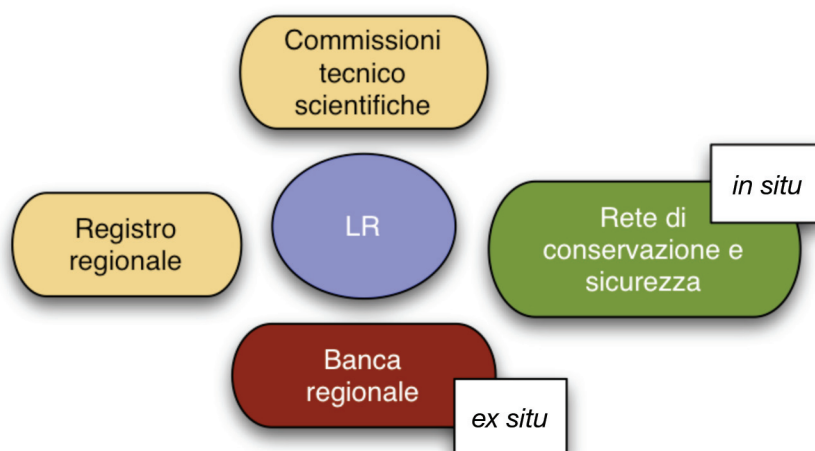 Commissioni
tecnico
scientifiche
in situ
LR
Registro
regionale
Rete di
conservazione e
sicurezza
Banca
regionale
ex situ